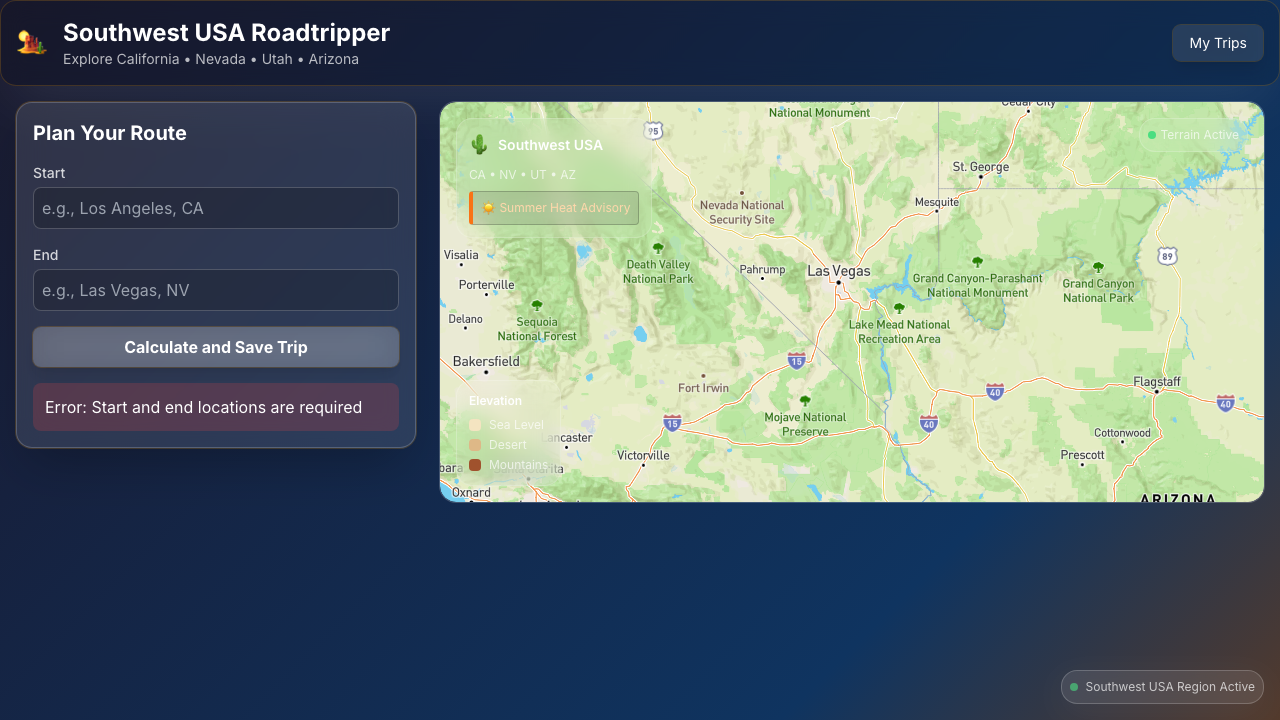 Southwest USA Roadtripper
Explore California • Nevada • Utah • Arizona
My Trips
Plan Your Route
Start
e.g., Los Angeles, CA
End
e.g., Las Vegas, NV
Calculate and Save Trip
Error: Start and end locations are required
Southwest USA
CA • NV • UT • AZ
Summer Heat Advisory
Terrain Active
95
National Monument
Cedar City
St. George
Mesquite
Nevada National
Security Site
89
Visalia
Porterville
Delano
Bakersfield
Death Valley
National Park
Pahrump
Las Vegas
Grand Canyon-Parashant
National Monument
Grand Canyon
National Park
Sequoia
National Forest
Lake Mead National
Recreation Area
15
Fort Irwin
40
Flagstaff
40
Mojave National
Preserve
15
40
Cottonwood
Prescott
Victorville
Elevation
Sea Level
Desert
Mountains
ancaster
bara
Oxnard
ARIZONA
Southwest USA Region Active